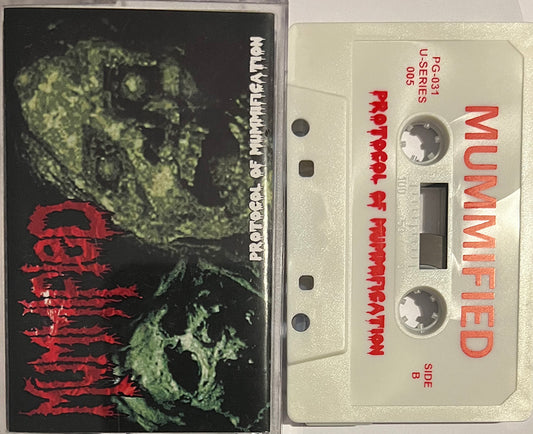 MUMMIFIED
PROTOCOL OF MUMMIFICATION
PG-031
U-SERIES
005
MUMMIFIED
PROTOCOL OF MUMMIFICATION
SIDE
B